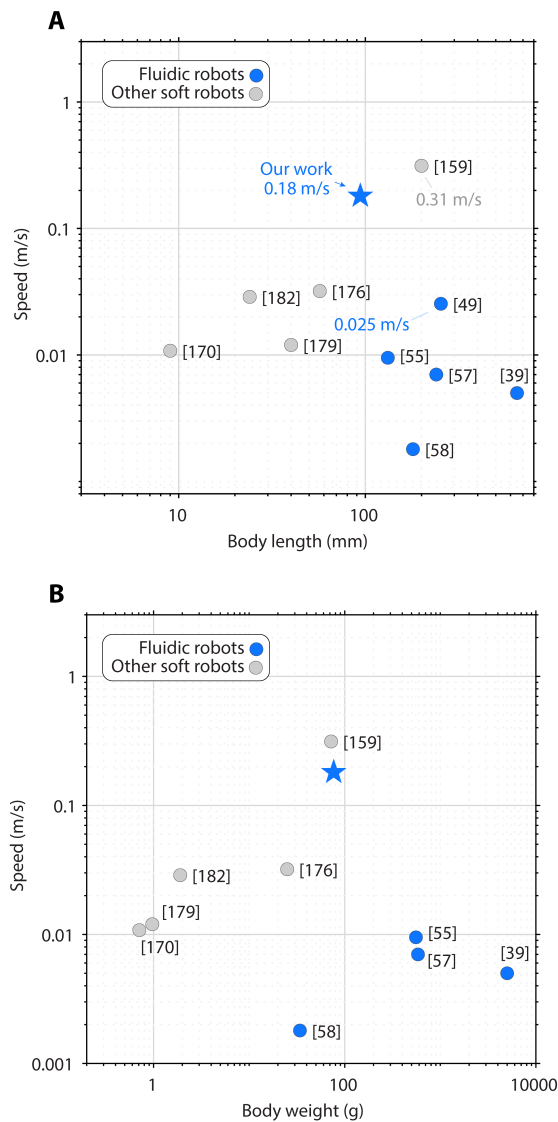 A
Fluidic robots
Other soft robots
1
0.1
0.01
Speed (m/s)
Our work
0.18 m/s
[159]
0.31 m/s
[182]
[176]
[49]
0.025 m/s
[170]
[179]
[55]
[57]
[39]
[58]
10
100
Body length (mm)
B
Fluidic robots
Other soft robots
1
0.1
0.01
0.001
Speed (m/s)
[159]
[182]
[176]
[179]
[170]
[55]
[57]
[39]
[58]
1
100
10000
Body weight (g)